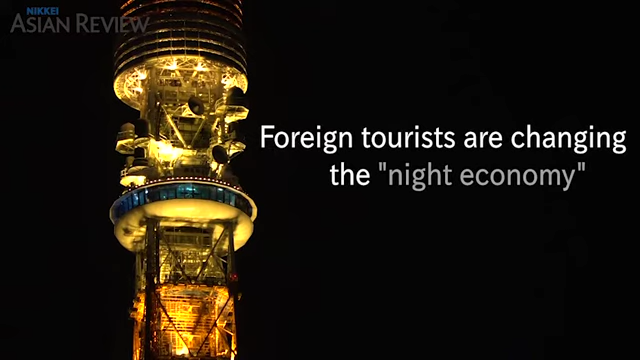 NIKKEI
ASIAN REVIEW
Foreign tourists are changing
the "night economy"